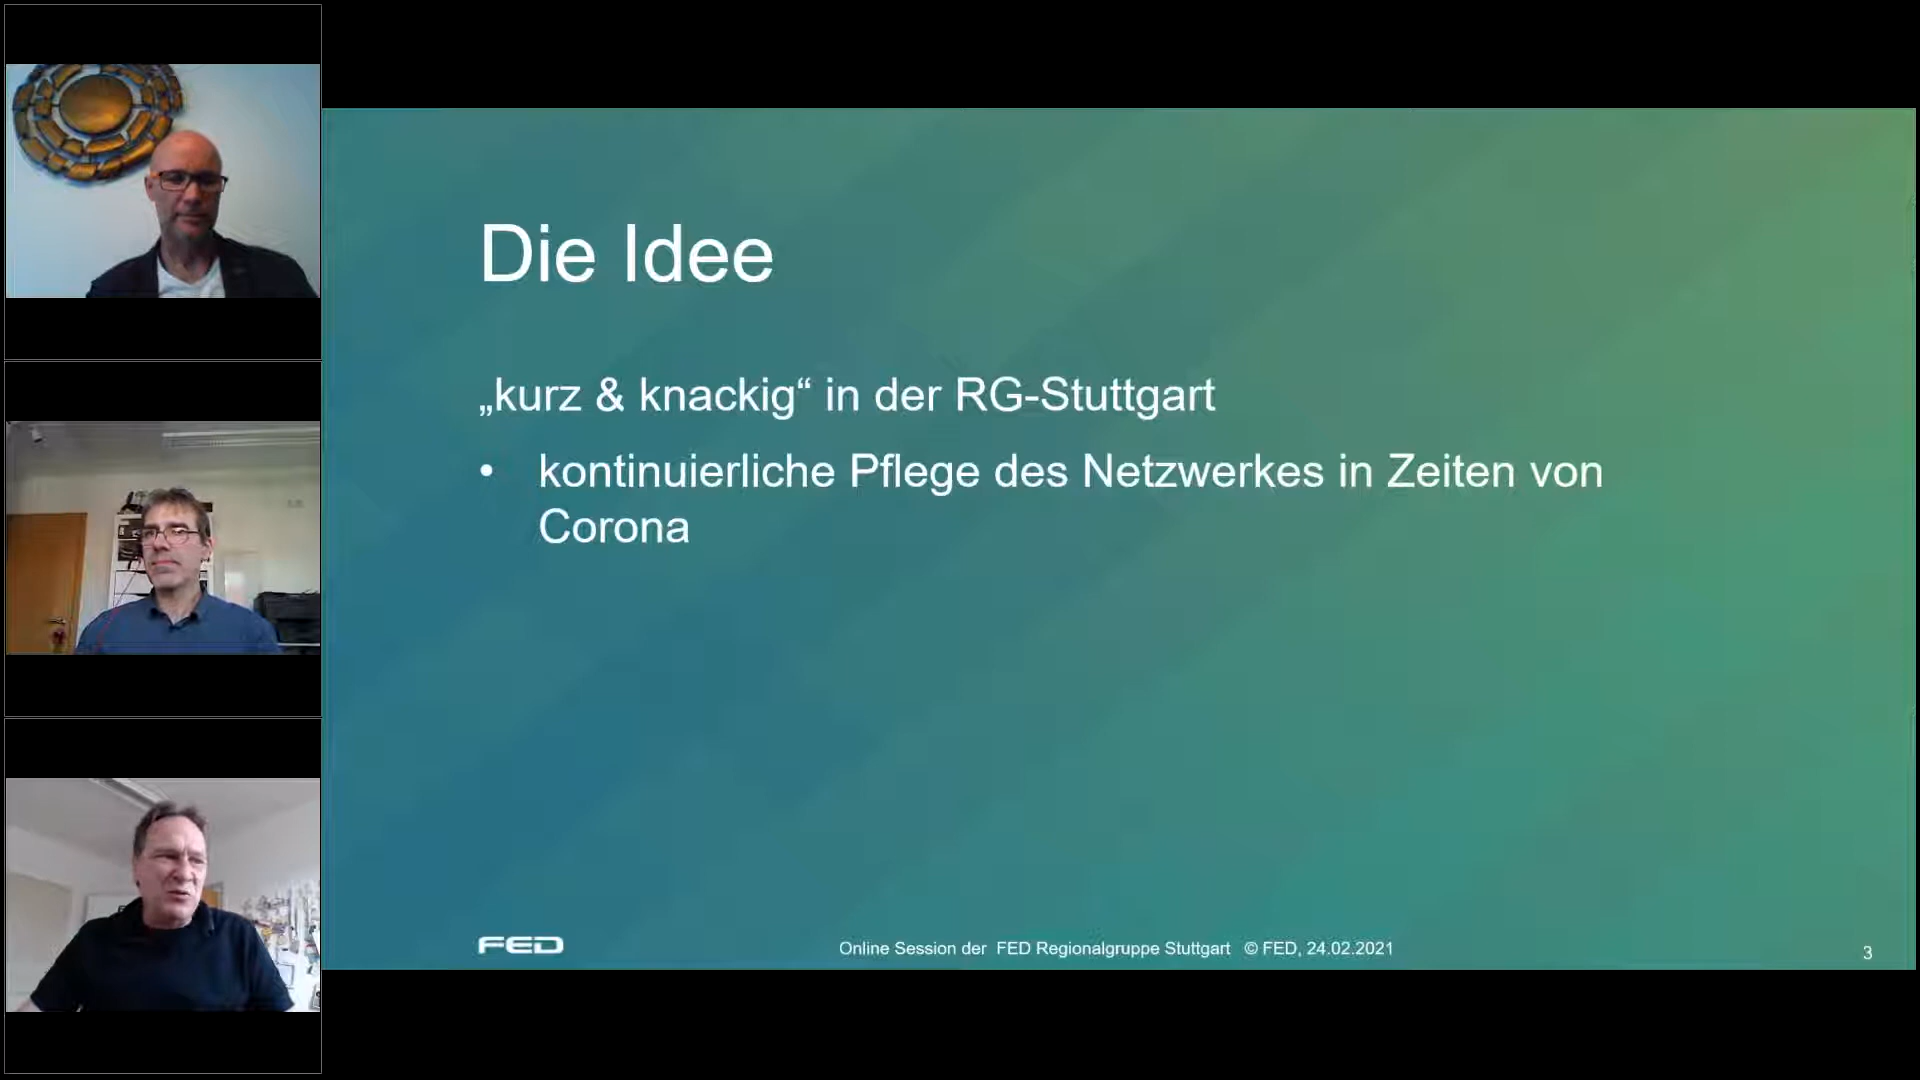 Die Idee
„kurz & knackig“ in der RG-Stuttgart
• kontinuierliche Pflege des Netzwerkes in Zeiten von
Corona
FED
Online Session der FED Regionalgruppe Stuttgart © FED, 24.02.2021
3